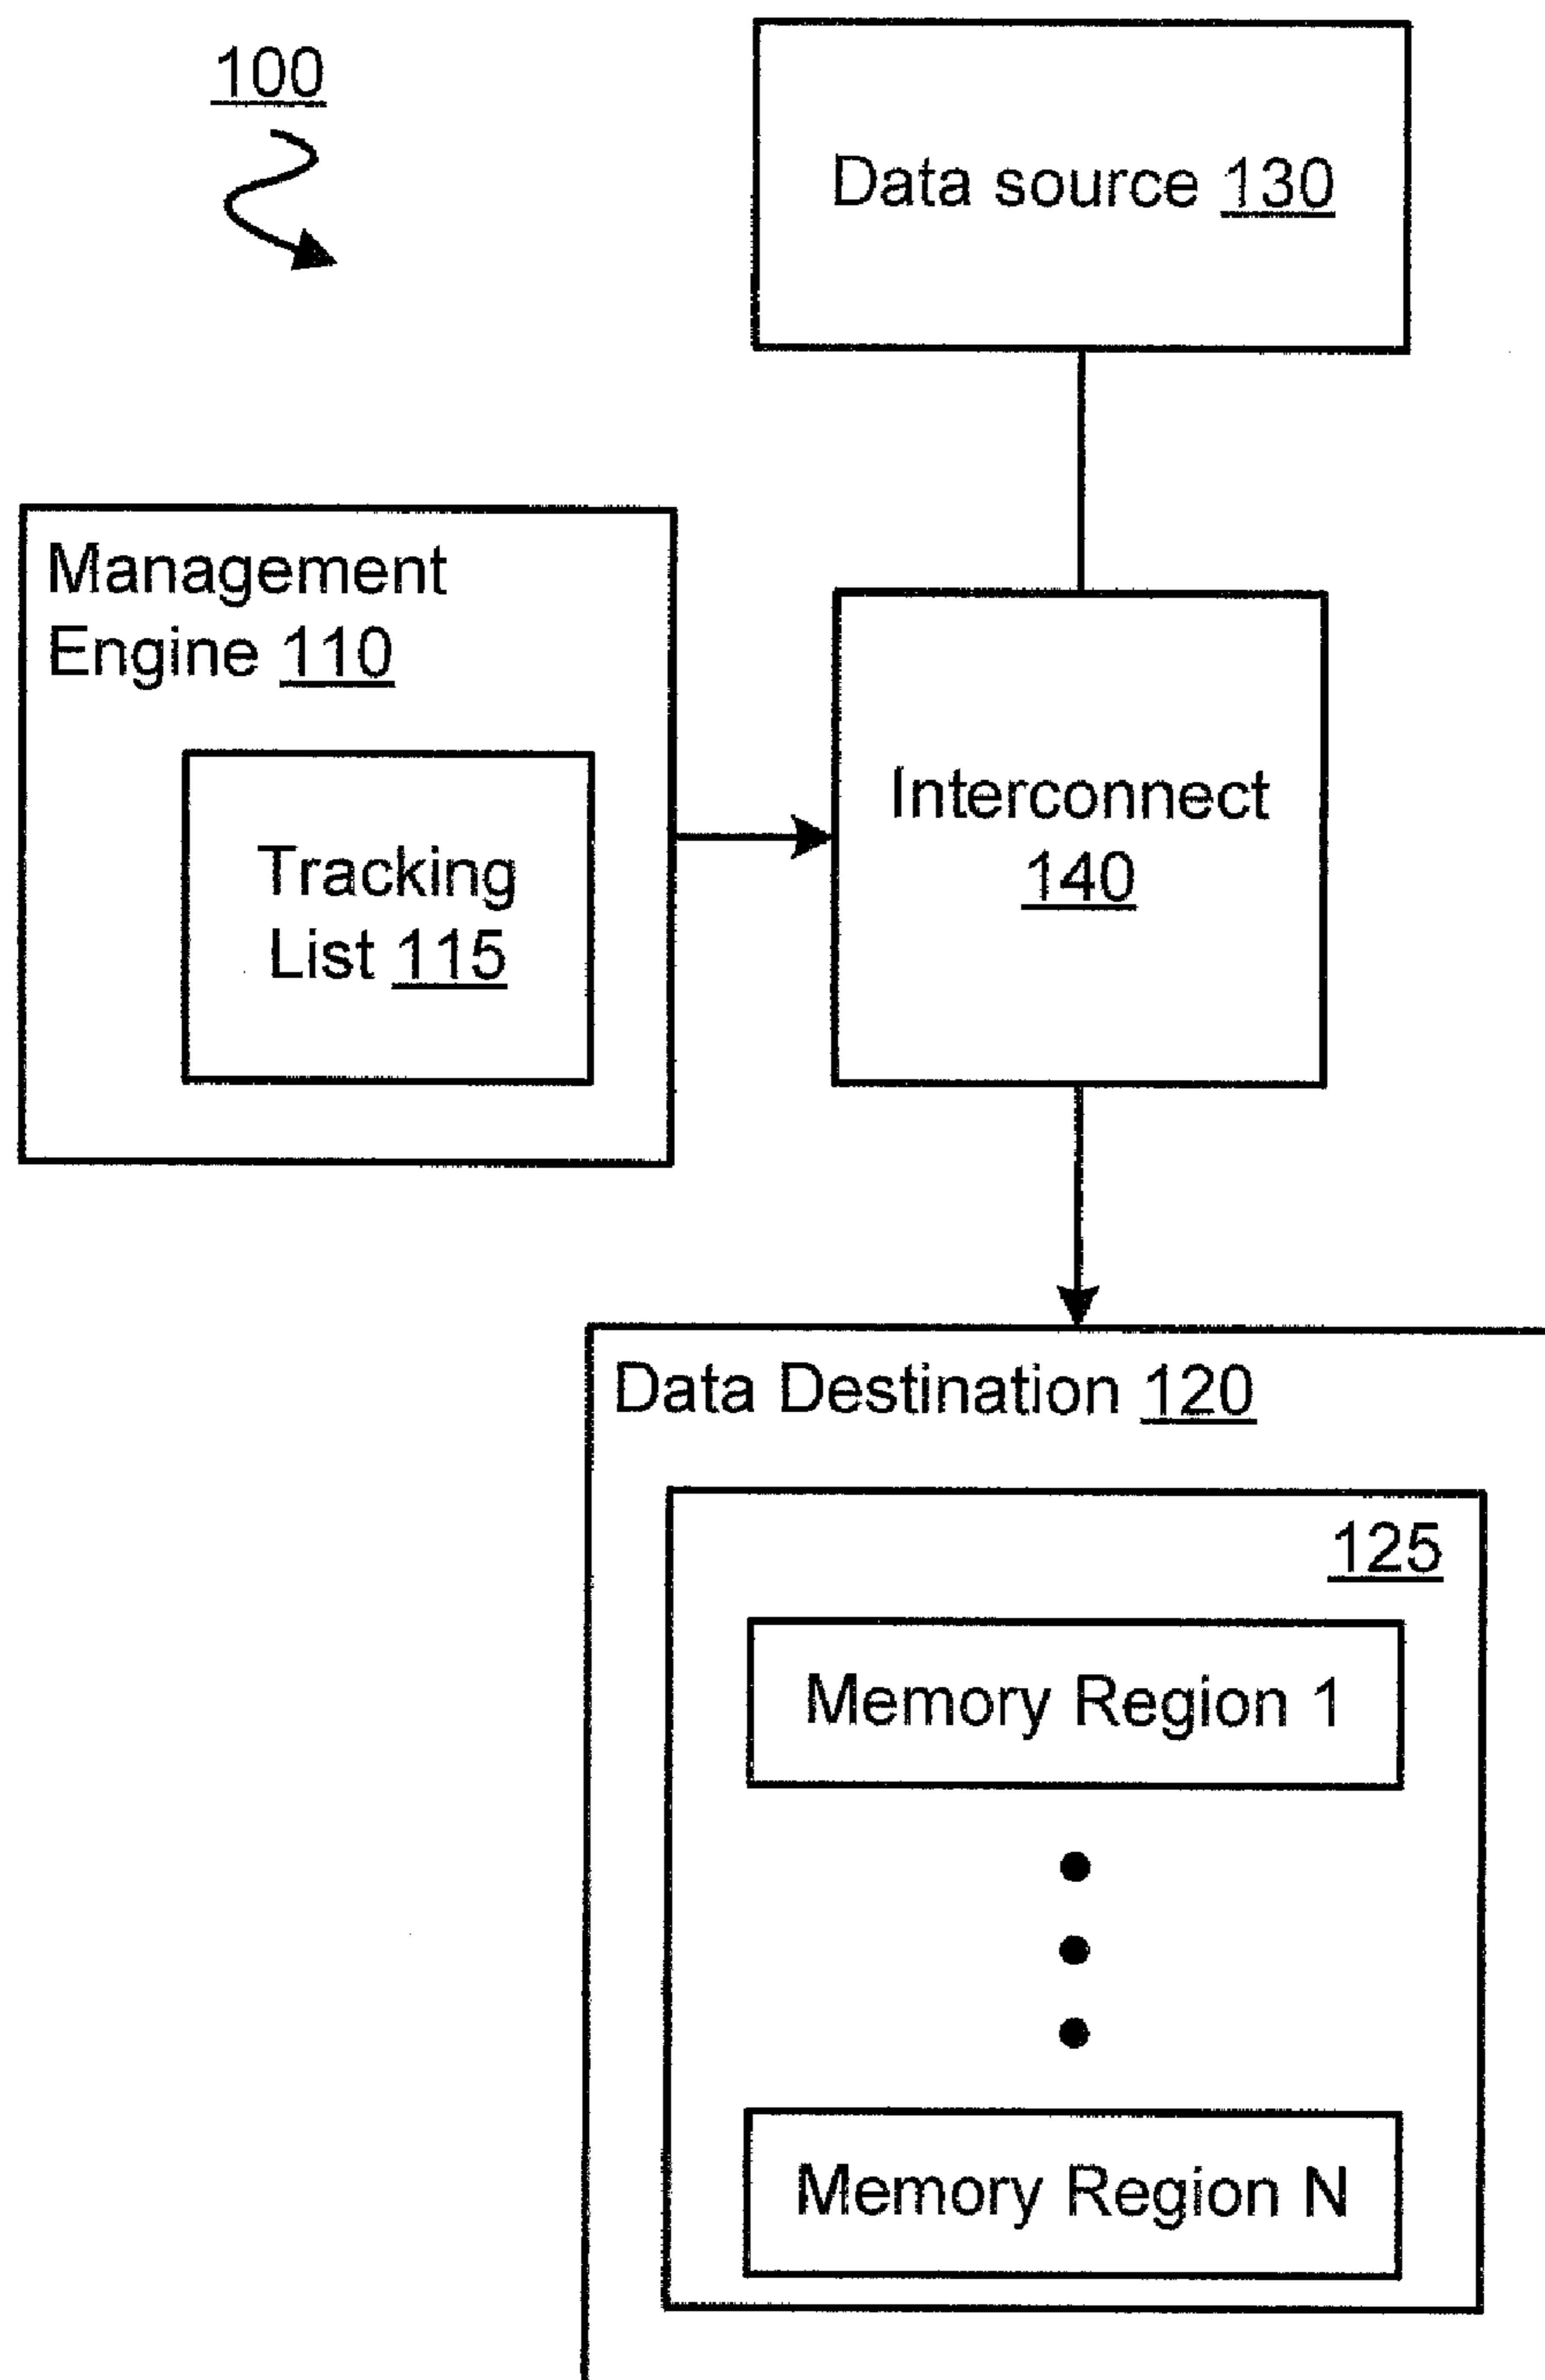 100
Data source 130
Management
Engine 110
Tracking
List 115
Interconnect
140
Data Destination 120
125
Memory Region 1
Memory Region N